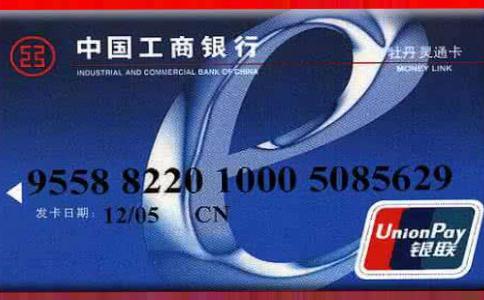 中国工商银行
INDUSTRIAL AND COMMERCIAL BANK OF CHINA
牡丹灵通卡
MONEY LINK
9558 8220 1000 5085629
发卡日期: 12/05 CN
UnionPay
银联